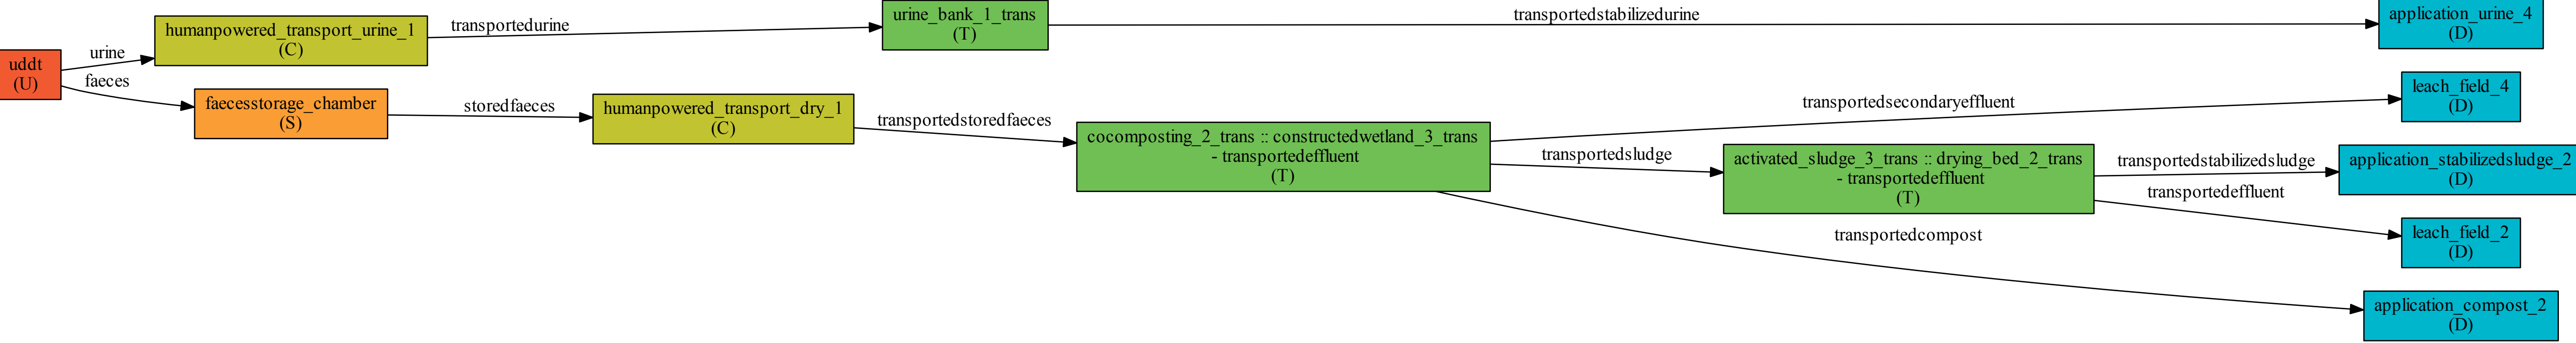 uddt
(U)
urine
faeces
humanpowered_transport_urine_1
(C)
faecesstorage_chamber
(S)
transportedurine
storedfaeces
humanpowered_transport_dry_1
(C)
urine_bank_1_trans
(T)
transportedstoredfaeces
cocomposting_2_trans :: constructedwetland_3_trans
- transportedeffluent
(T)
transportedstabilizedurine
transportedsecondaryeffluent
transportedsludge
transportedcompost
activated_sludge_3_trans :: drying_bed_2_trans
- transportedeffluent
(T)
transportedstabilizedsludge
transportedeffluent
application_urine_4
(D)
leach_field_4
(D)
application_stabilizedsludge_2
(D)
leach_field_2
(D)
application_compost_2
(D)